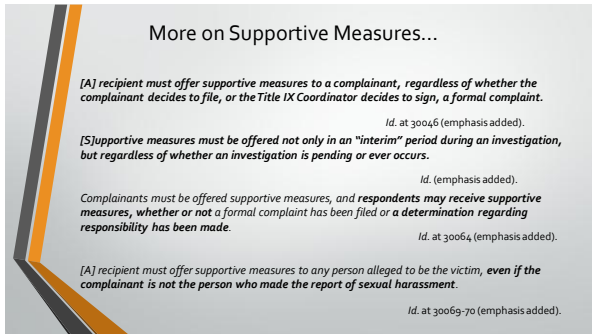 More on Supportive Measures…
[A] recipient must offer supportive measures to a complainant, regardless of whether the
complainant decides to file, or the Title IX Coordinator decides to sign, a formal complaint.
Id. at 30046 (emphasis added).
[S]upportive measures must be offered not only in an “interim” period during an investigation,
but regardless of whether an investigation is pending or ever occurs.
Id. (emphasis added).
Complainants must be offered supportive measures, and respondents may receive supportive
measures, whether or not a formal complaint has been filed or a determination regarding
responsibility has been made.
Id. at 30064 (emphasis added).
[A] recipient must offer supportive measures to any person alleged to be the victim, even if the
complainant is not the person who made the report of sexual harassment.
Id. at 30069-70 (emphasis added).